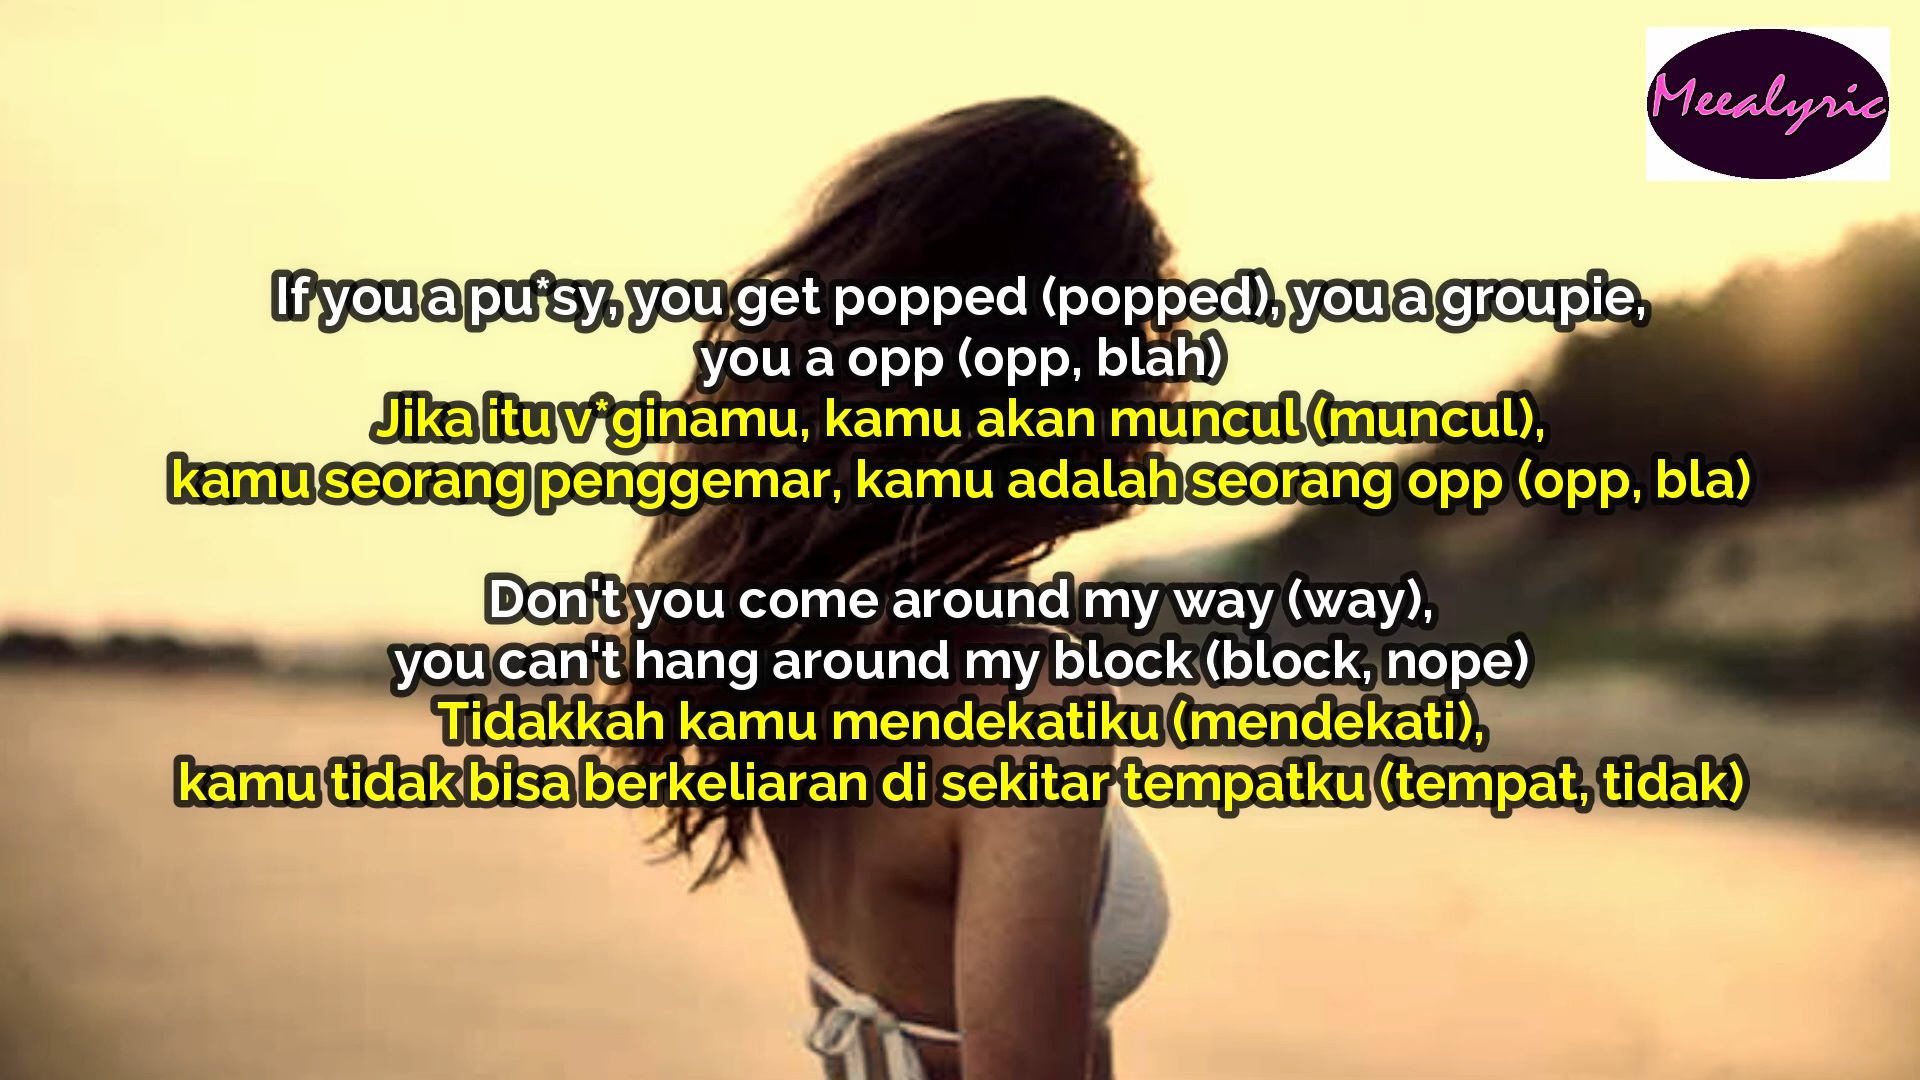 Meealyric
If you a pu*sy, you get popped (popped), you a groupie,
you a opp (opp, blah)
Jika itu v*ginamu, kamu akan muncul (muncul),
kamu seorang penggemar, kamu adalah seorang opp (opp, bla)
Don't you come around my way (way),
you can't hang around my block (block, nope)
Tidakkah kamu mendekatiku (mendekati),
kamu tidak bisa berkeliaran di sekitar tempatku (tempat, tidak)